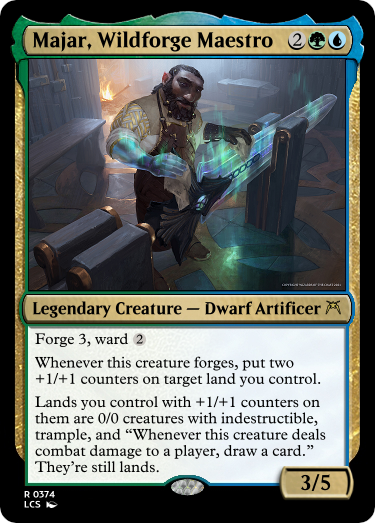 Majar, Wildforge Maestro 2
Legendary Creature — Dwarf Artificer
Forge 3, ward 2
Whenever this creature forges, put two
+1/+1 counters on target land you control.
Lands you control with +1/+1 counters on
them are 0/0 creatures with indestructible,
trample, and “Whenever this creature deals
combat damage to a player, draw a card.”
They’re still lands.
3/5
R 0374
LCS